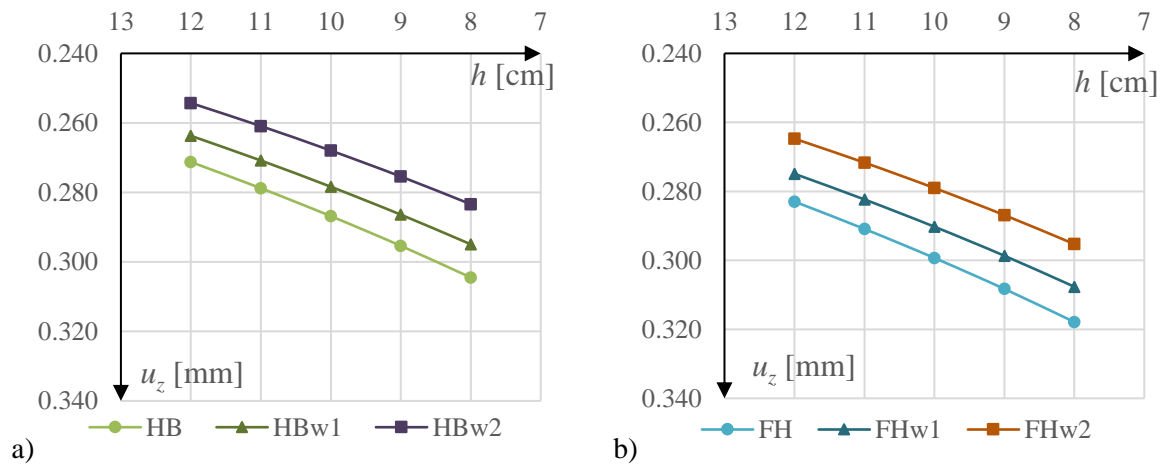 13 12 11 10 9 8 7
0.240
h [cm]
0.260
0.280
0.300
0.320
u_z [mm]
0.340
HB HBw1 HBw2
a)
13 12 11 10 9 8 7
0.240
h [cm]
0.260
0.280
0.300
0.320
u_z [mm]
0.340
FH FHw1 FHw2
b)